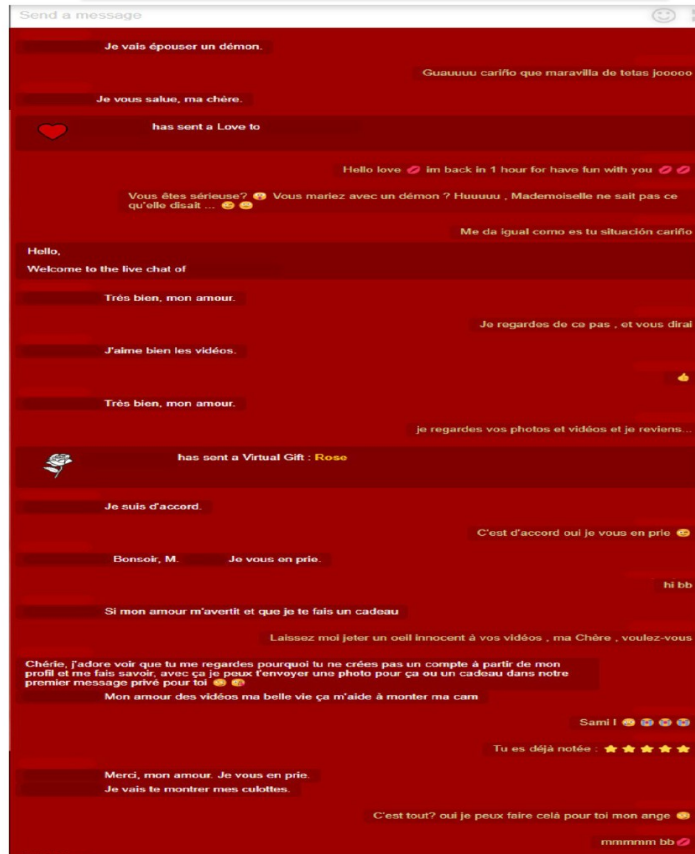 Send a message
Je vais épouser un démon.
Guauuuu cariño que maravilla de tetas jooooo
Je vous salue, ma chère.
has sent a Love to
Hello love 💋 im back in 1 hour for have fun with you 💋 💋
Vous êtes sérieuse? Vous mariez avec un démon ? Huuuuu , Mademoiselle ne sait pas ce
qu'elle disait ...
Me da igual como es tu situación cariño
Hello,
Welcome to the live chat of
Très bien, mon amour.
Je regardes de ce pas , et vous dirai
J'aime bien les vidéos.
👍
Très bien, mon amour.
je regardes vos photos et vidéos et je reviens...
has sent a Virtual Gift : Rose
Je suis d'accord.
C'est d'accord oui je vous en prie
Bonsoir, M. Je vous en prie.
hi bb
Si mon amour m'avertit et que je te fais un cadeau
Laissez moi jeter un oeil innocent à vos vidéos , ma Chère , voulez-vous
Chérie, j'adore voir que tu me regardes pourquoi tu ne crées pas un compte à partir de mon
profil et me fais savoir, avec ça je peux t'envoyer une photo pour ça ou un cadeau dans notre
premier message privé pour toi
Mon amour des vidéos ma belle vie ça m'aide à monter ma cam
Sami I
Tu es déjà notée : ⭐ ⭐ ⭐ ⭐ ⭐
Merci, mon amour. Je vous en prie.
Je vais te montrer mes culottes.
C'est tout? oui je peux faire celà pour toi mon ange
mmmmm bb💋